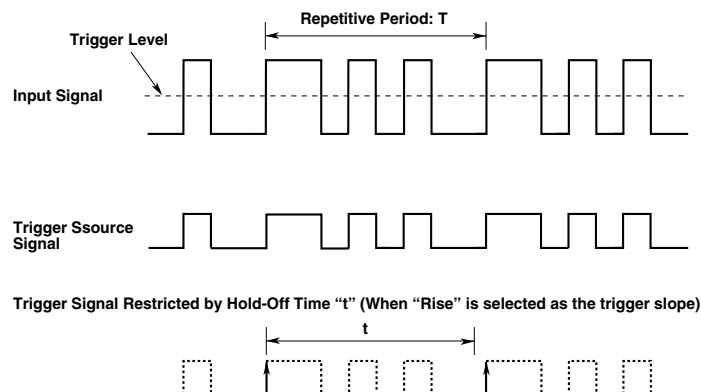 Repetitive Period: T
Trigger Level
Input Signal
Trigger Ssource
Signal
Trigger Signal Restricted by Hold-Off Time “t” (When “Rise” is selected as the trigger slope)
t